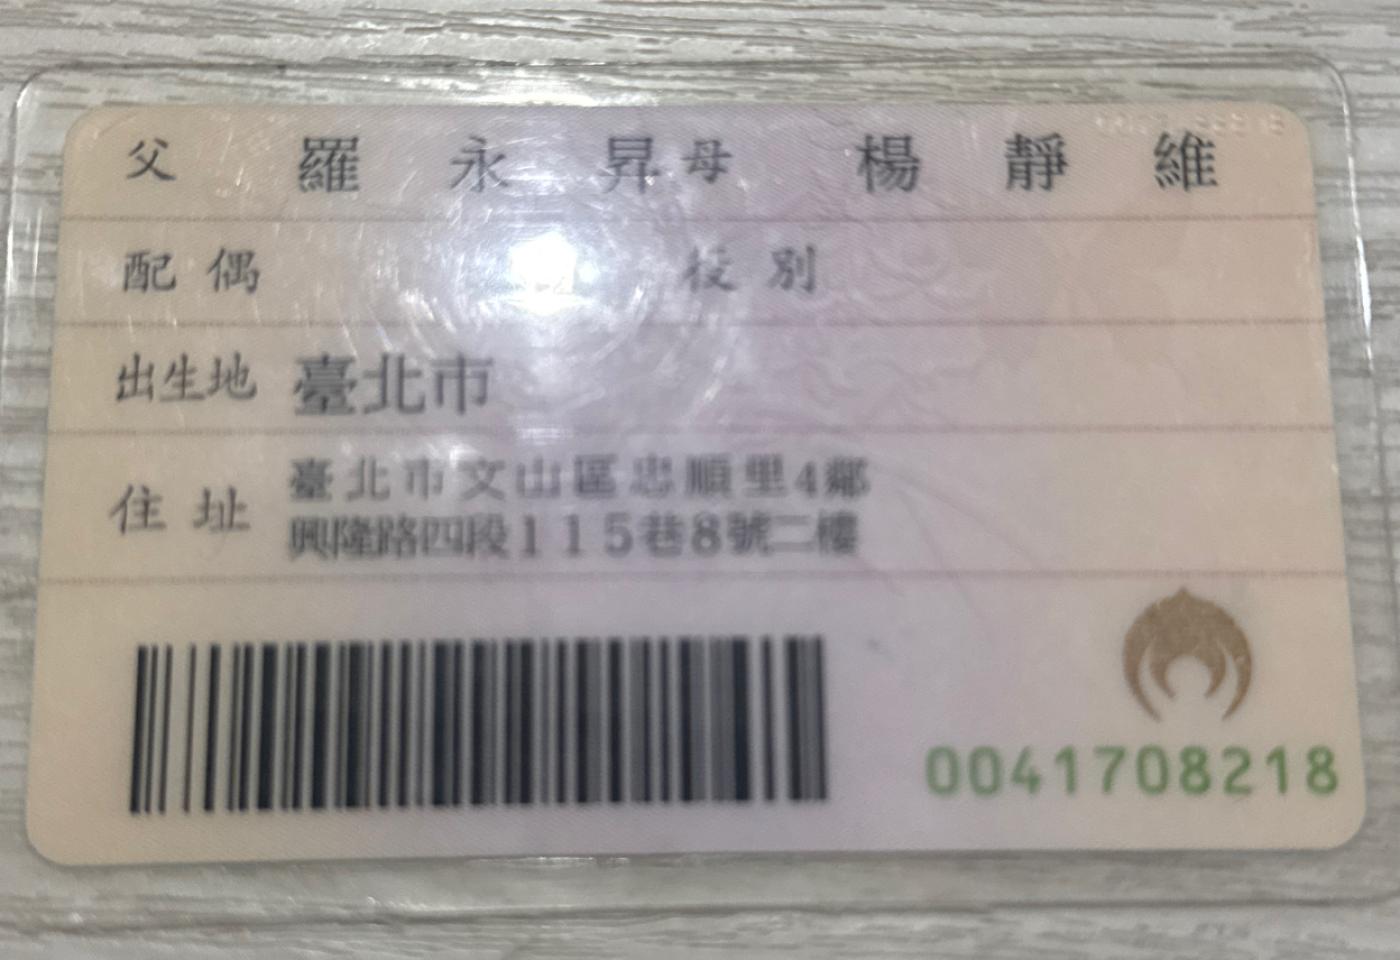 父 羅永昇 母 楊靜維
配偶 役別
出生地 臺北市
住址 臺北市文山區忠順里4鄰
興隆路四段115巷8號二樓
0041708218